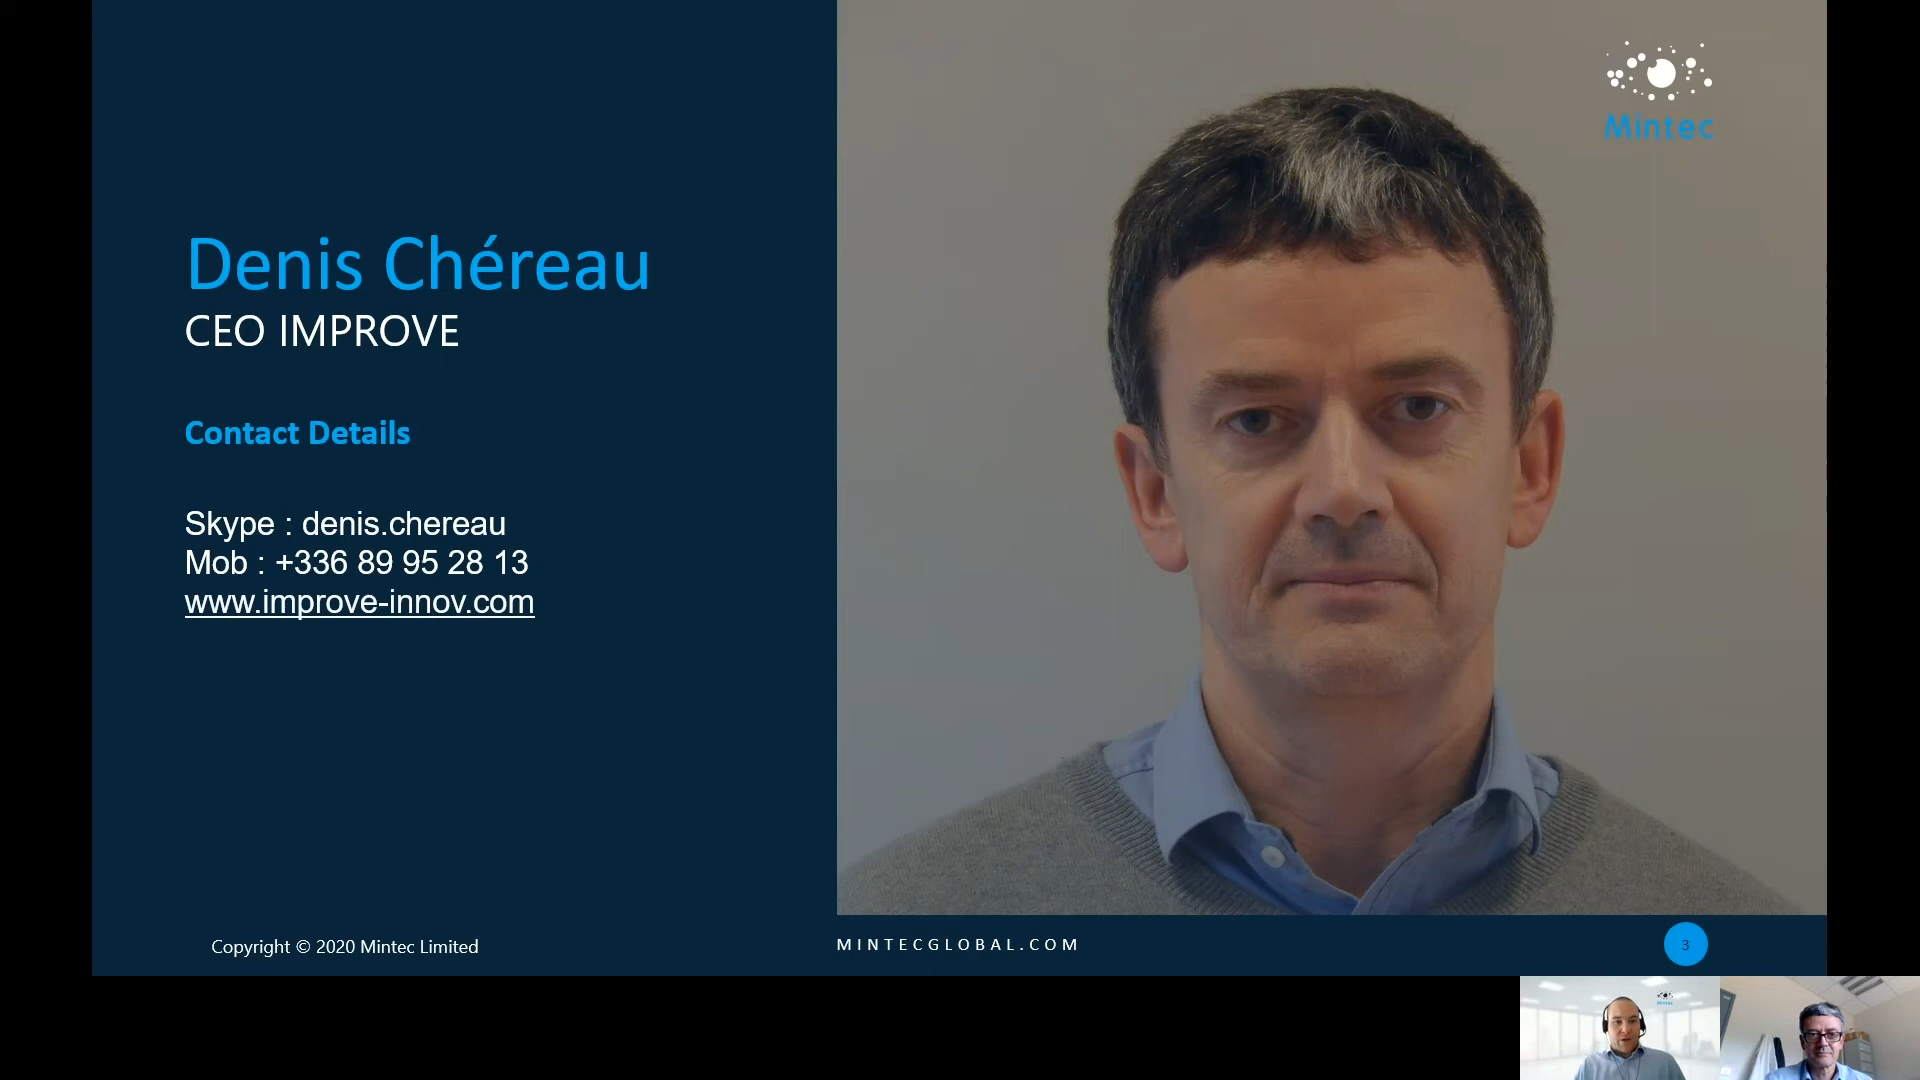 Mintec
Denis Chéreau
CEO IMPROVE
Contact Details
Skype : denis.chereau
Mob : +336 89 95 28 13
www.improve-innov.com
Copyright © 2020 Mintec Limited
MINTECGLOBAL.COM
3
Mintec